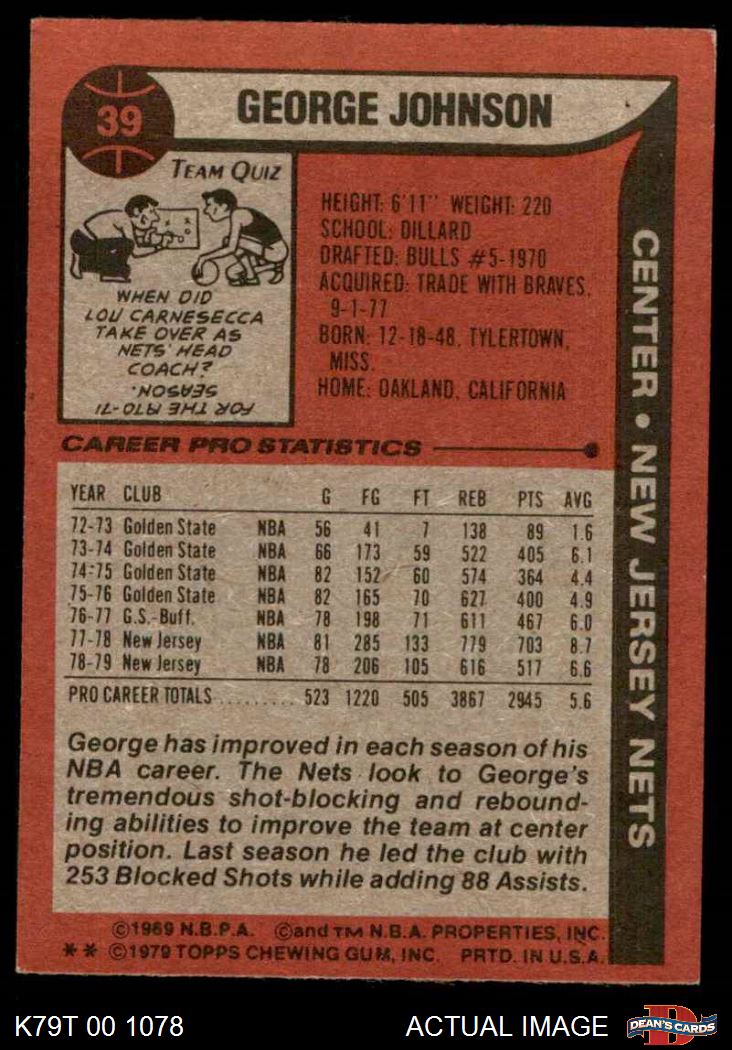 39
GEORGE JOHNSON
TEAM QUIZ
WHEN DID
LOU CARNESECCA
TAKE OVER AS
NETS' HEAD
COACH?
FOR THE 1970-71
SEASON.
HEIGHT: 6'11" WEIGHT: 220
SCHOOL: DILLARD
DRAFTED: BULLS #5-1970
ACQUIRED: TRADE WITH BRAVES,
9-1-77
BORN: 12-18-48, TYLERTOWN,
MISS.
HOME: OAKLAND, CALIFORNIA
CENTER • NEW JERSEY NETS
CAREER PRO STATISTICS
YEAR CLUB G FG FT REB PTS AVG
72-73 Golden State NBA 56 41 7 138 89 1.6
73-74 Golden State NBA 66 173 59 522 405 6.1
74-75 Golden State NBA 82 152 60 574 364 4.4
75-76 Golden State NBA 82 165 70 627 400 4.9
76-77 G.S.-Buff. NBA 78 198 71 611 467 6.0
77-78 New Jersey NBA 81 285 133 779 703 8.7
78-79 New Jersey NBA 78 206 105 616 517 6.6
PRO CAREER TOTALS ......... 523 1220 505 3867 2945 5.6
George has improved in each season of his
NBA career. The Nets look to George's
tremendous shot-blocking and rebound-
ing abilities to improve the team at center
position. Last season he led the club with
253 Blocked Shots while adding 88 Assists.
©1969 N.B.P.A. ©and TM N.B.A. PROPERTIES, INC.
** ©1979 TOPPS CHEWING GUM, INC. PRTD. IN U.S.A.
K79T 00 1078
ACTUAL IMAGE
D
DEAN'S CARDS